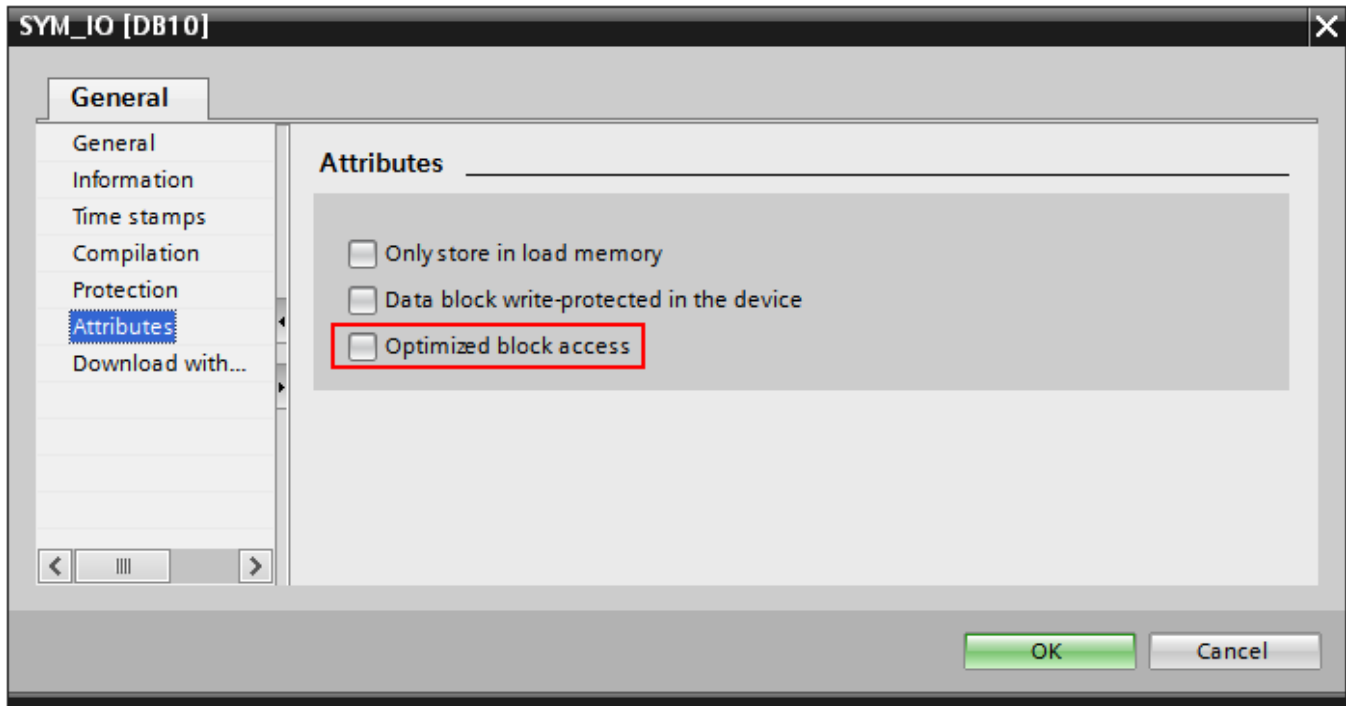 SYM_IO [DB10]
General
General
Information
Time stamps
Compilation
Protection
Attributes
Download with...
Attributes
Only store in load memory
Data block write-protected in the device
Optimized block access
OK
Cancel